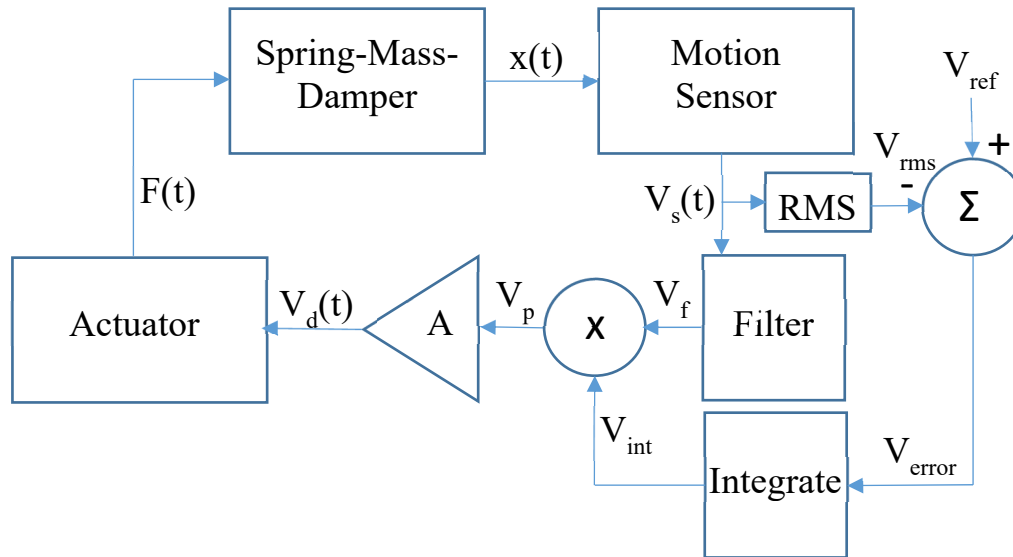 Spring-Mass-
Damper
x(t)
Motion
Sensor
V_ref
+
V_rms
-
Σ
RMS
V_s(t)
F(t)
Actuator
V_d(t)
A
V_p
x
V_f
Filter
V_int
Integrate
V_error